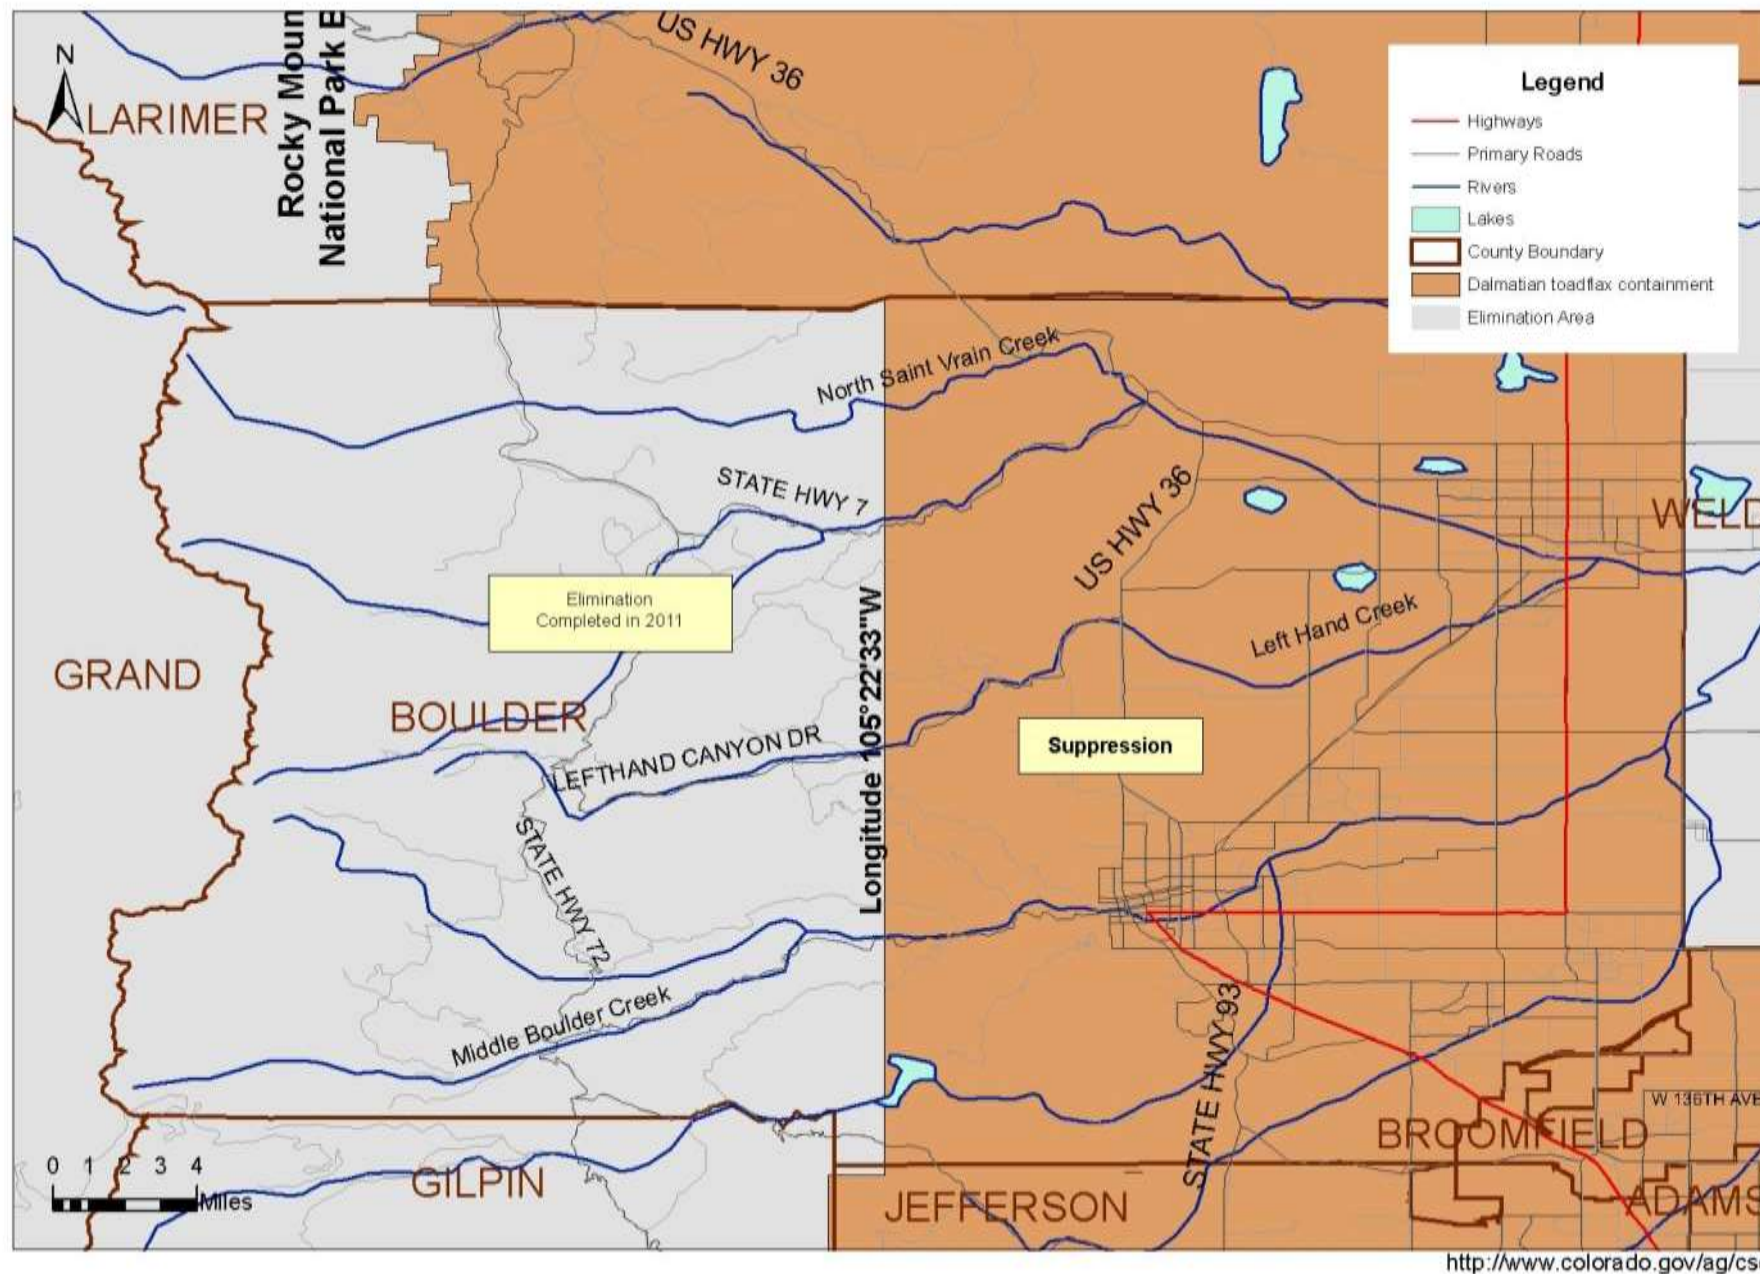 Rocky Moun
National Park E
US HWY 36
N
LARIMER
Legend
Highways
Primary Roads
Rivers
Lakes
County Boundary
Dalmatian toadflax containment
Elimination Area
North Saint Vrain Creek
STATE HWY 7
US HWY 36
WELD
Elimination
Completed in 2011
Longitude 105°22'33"W
Left Hand Creek
GRAND
BOULDER
LEFTHAND CANYON DR
Suppression
STATE HWY 72
Middle Boulder Creek
STATE HWY 93
W 136TH AVE
BROOMFIELD
0 1 2 3 4
Miles
GILPIN
JEFFERSON
ADAMS
http://www.colorado.gov/ag/cs